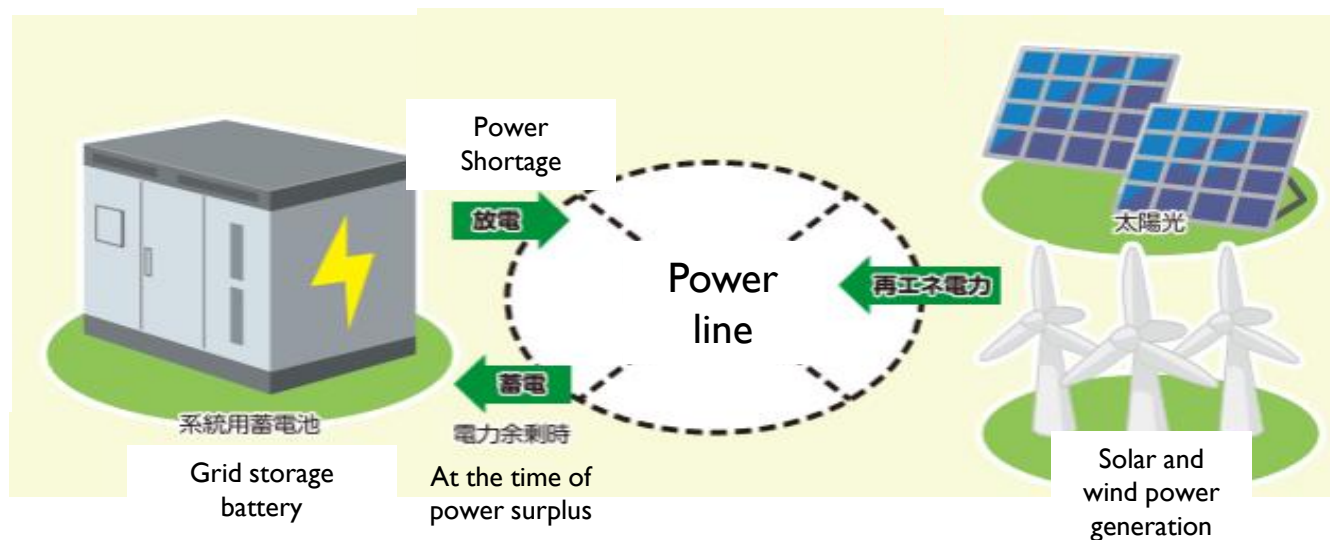 Power
Shortage
放電
Power
line
再エネ電力
太陽光
蓄電
電力余剰時
系統用蓄電池
Grid storage
battery
At the time of
power surplus
Solar and
wind power
generation